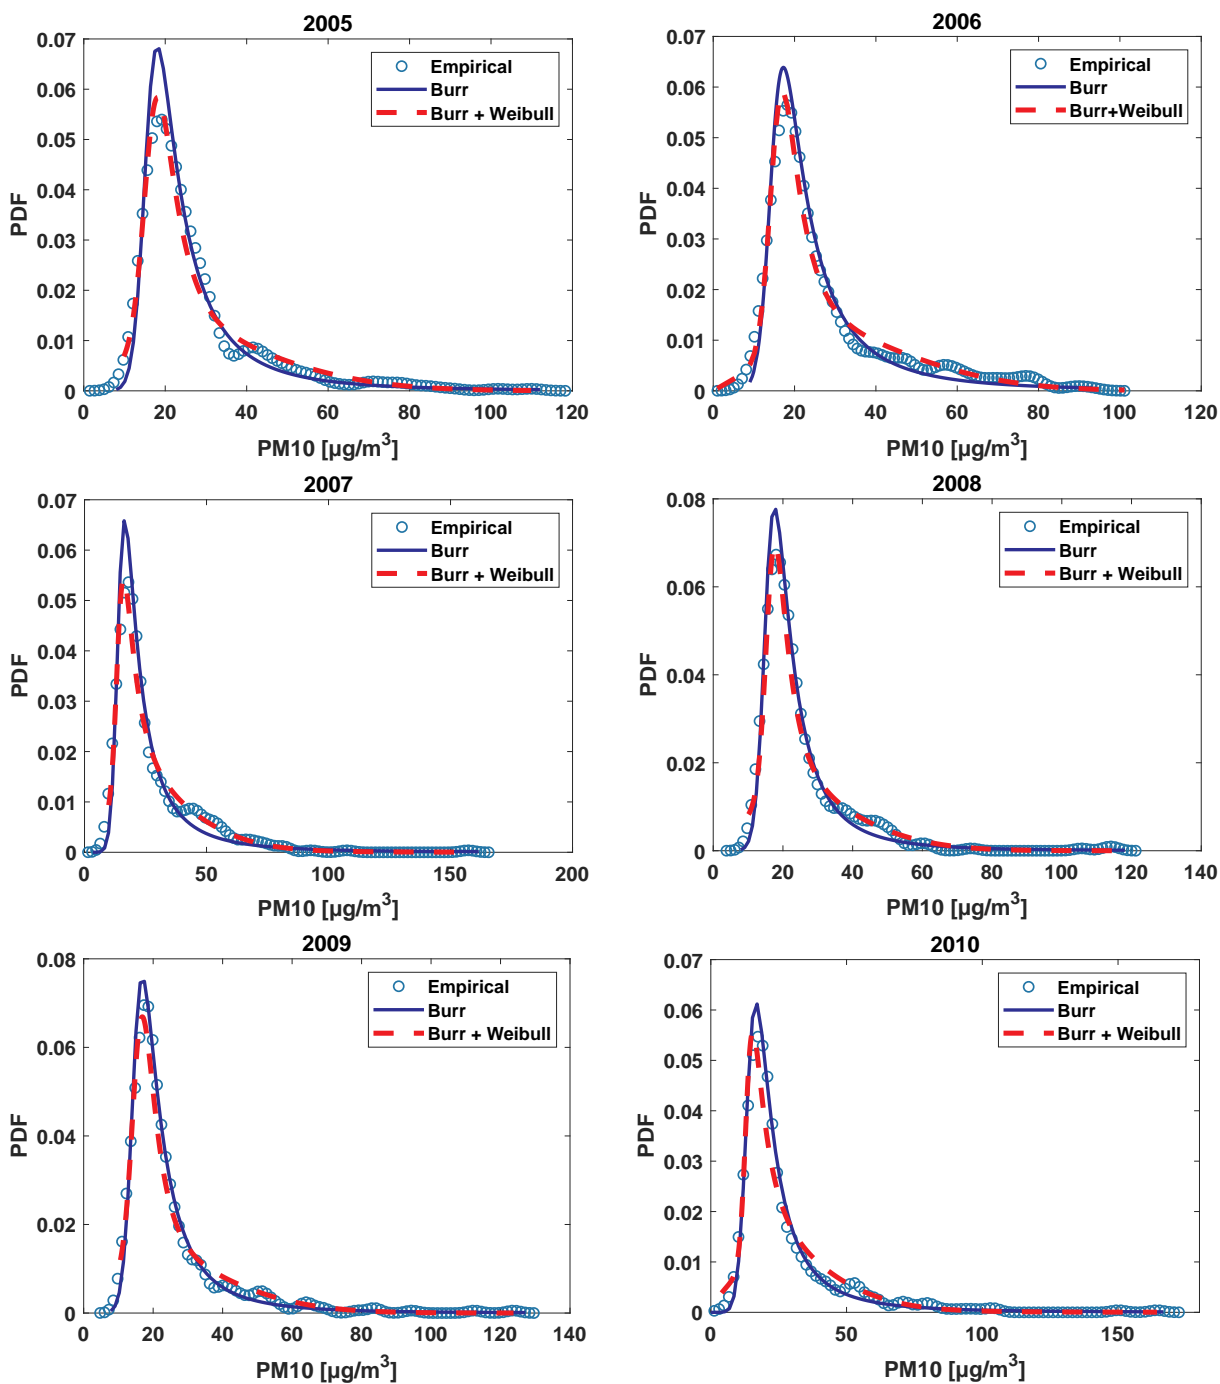 2005
0.07
0.06
0.05
0.04
0.03
0.02
0.01
0
PDF
Empirical
Burr
Burr + Weibull
0 20 40 60 80 100 120
PM10 [µg/m³]
2006
0.07
0.06
0.05
0.04
0.03
0.02
0.01
0
PDF
Empirical
Burr
Burr+Weibull
0 20 40 60 80 100 120
PM10 [µg/m³]
2007
0.07
0.06
0.05
0.04
0.03
0.02
0.01
0
PDF
Empirical
Burr
Burr + Weibull
0 50 100 150 200
PM10 [µg/m³]
2008
0.08
0.06
0.04
0.02
0
PDF
Empirical
Burr
Burr + Weibull
0 20 40 60 80 100 120 140
PM10 [µg/m³]
2009
0.08
0.06
0.04
0.02
0
PDF
Empirical
Burr
Burr + Weibull
0 20 40 60 80 100 120 140
PM10 [µg/m³]
2010
0.07
0.06
0.05
0.04
0.03
0.02
0.01
0
PDF
Empirical
Burr
Burr + Weibull
0 50 100 150
PM10 [µg/m³]